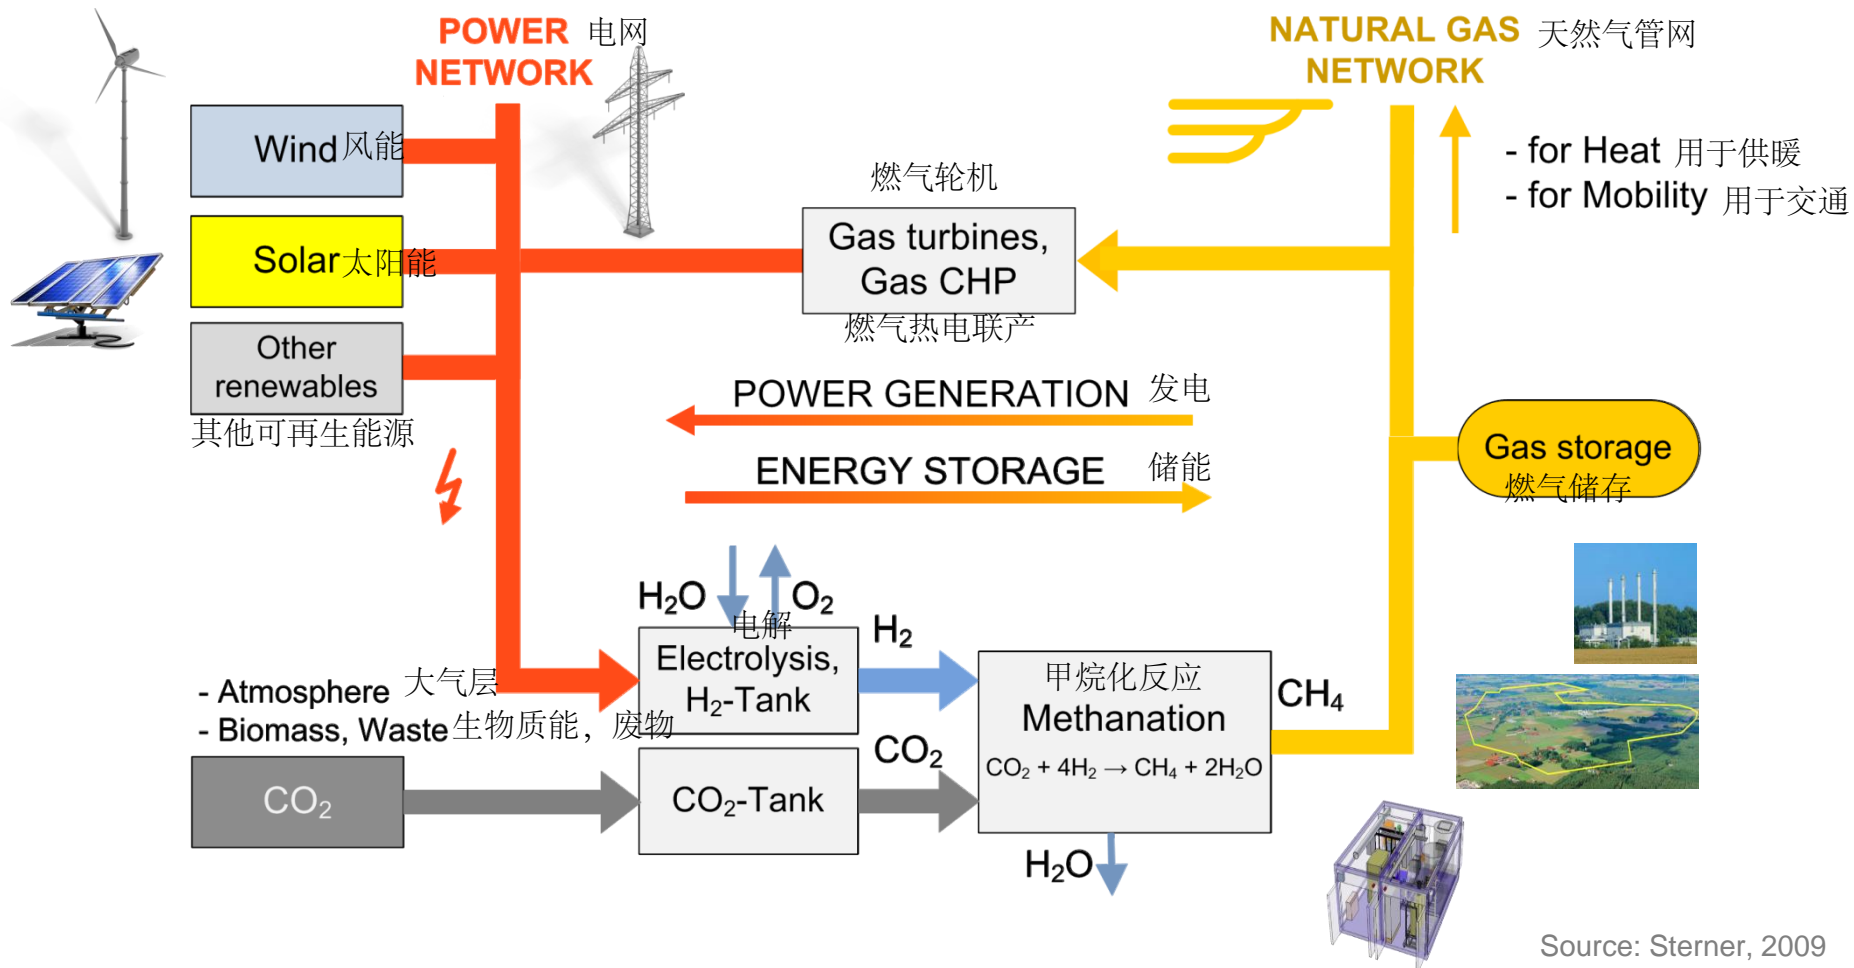 POWER 电网
NETWORK
NATURAL GAS 天然气管网
NETWORK
Wind 风能
- for Heat 用于供暖
- for Mobility 用于交通
燃气轮机
Gas turbines,
Gas CHP
燃气热电联产
Solar 太阳能
Other
renewables
其他可再生能源
POWER GENERATION 发电
ENERGY STORAGE 储能
Gas storage
燃气储存
H₂O
O₂
电解
Electrolysis,
H₂-Tank
H₂
- Atmosphere 大气层
- Biomass, Waste 生物质能，废物
甲烷化反应
Methanation
CO₂ + 4H₂ → CH₄ + 2H₂O
CH₄
CO₂
CO₂
CO₂-Tank
H₂O
Source: Sterner, 2009